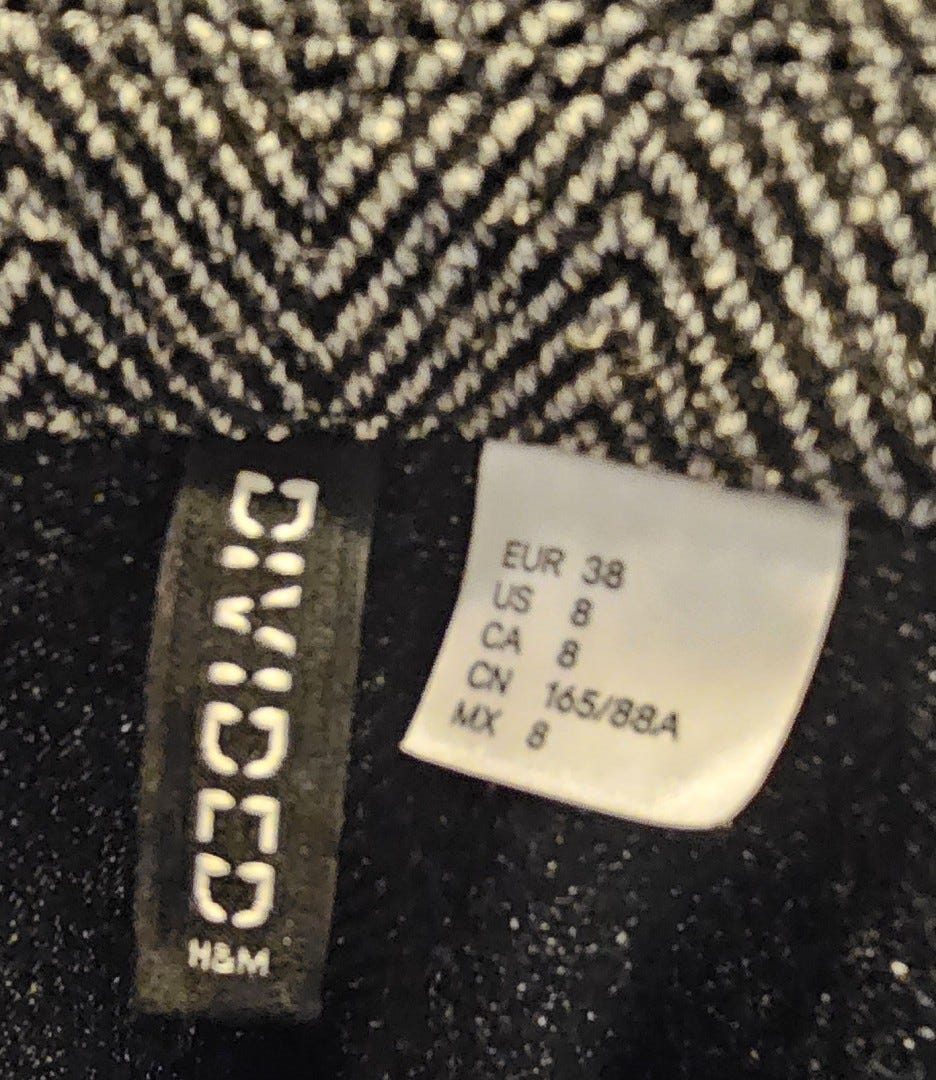 DIVIDED
H&M
EUR 38
US 8
CA 8
CN 165/88A
MX 8